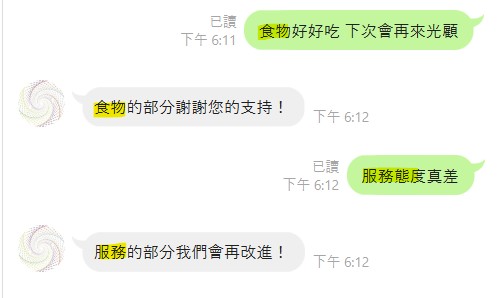 已讀
下午 6:11
食物好好吃 下次會再來光顧
食物的部分謝謝您的支持！
下午 6:12
已讀
下午 6:12
服務態度真差
服務的部分我們會再改進！
下午 6:12